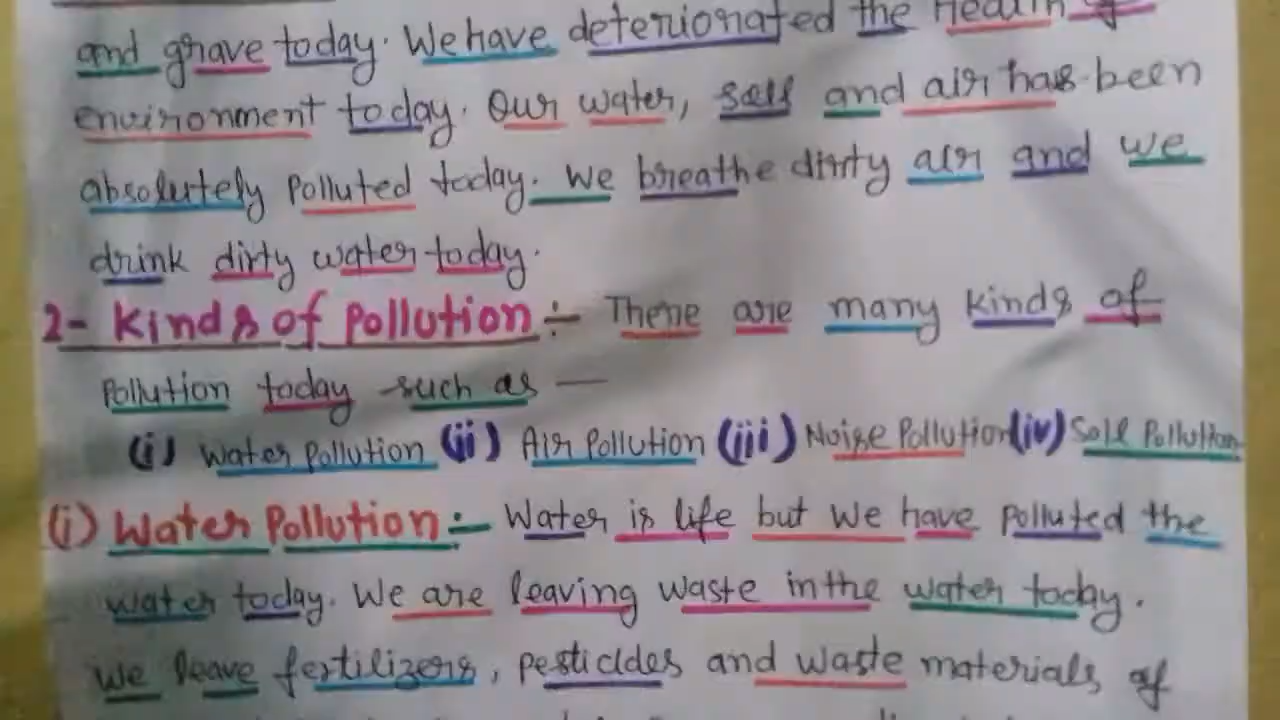 and grave today. We have deteriorated the Health of
environment today. Our water, soil and air has been
absolutely polluted today. We breathe dirty air and we
drink dirty water today.
2- Kinds of Pollution :- There are many kinds of
Pollution today such as —
(i) Water Pollution (ii) Air Pollution (iii) Noise Pollution (iv) Soil Pollution
(i) Water Pollution :- Water is life but we have polluted the
water today. We are leaving waste in the water today.
We leave fertilizers, pesticides and waste materials of